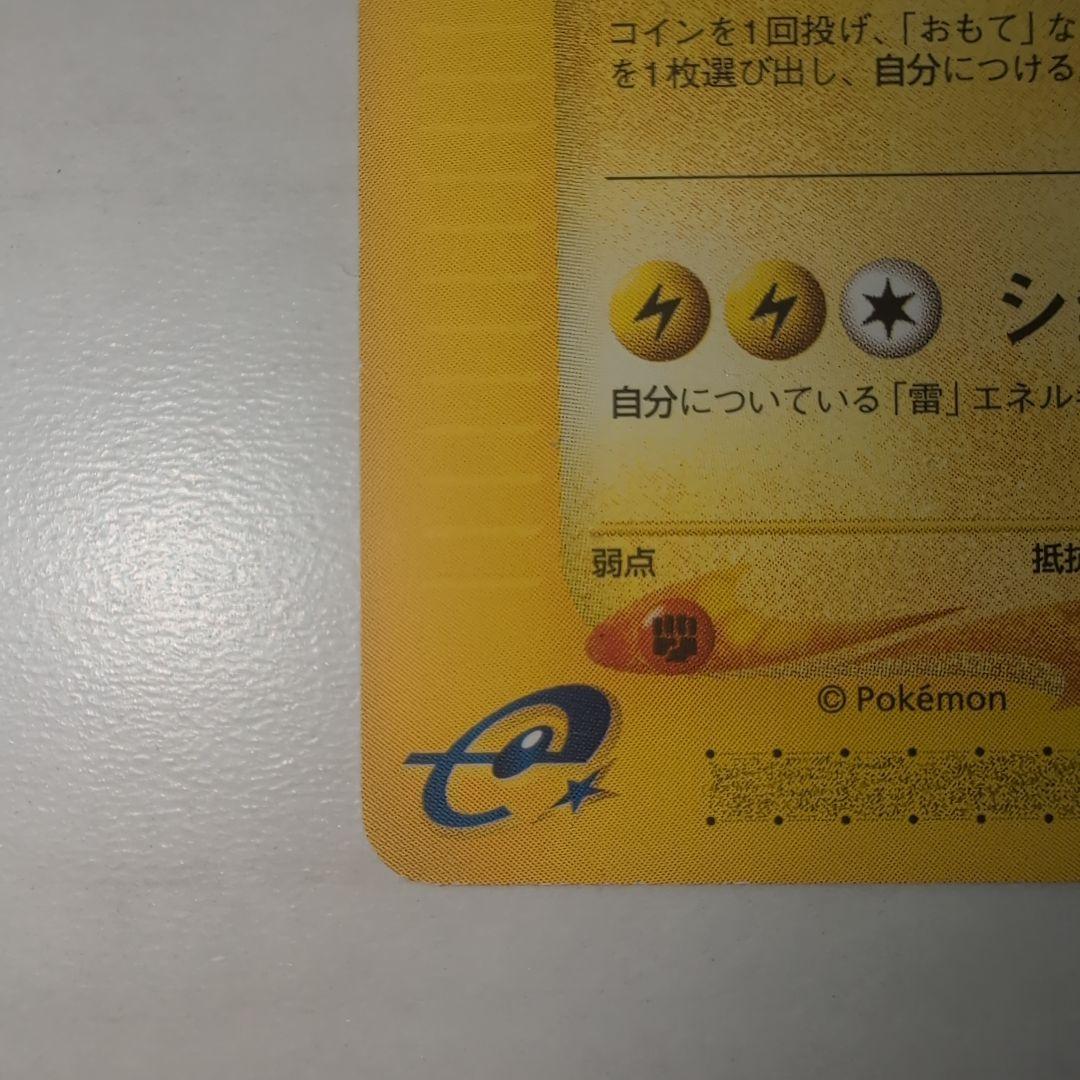 コインを1回投げ、「おもて」な
を1枚選び出し、自分につける
シ
自分についている「雷」エネル
弱点
抵抗
© Pokémon